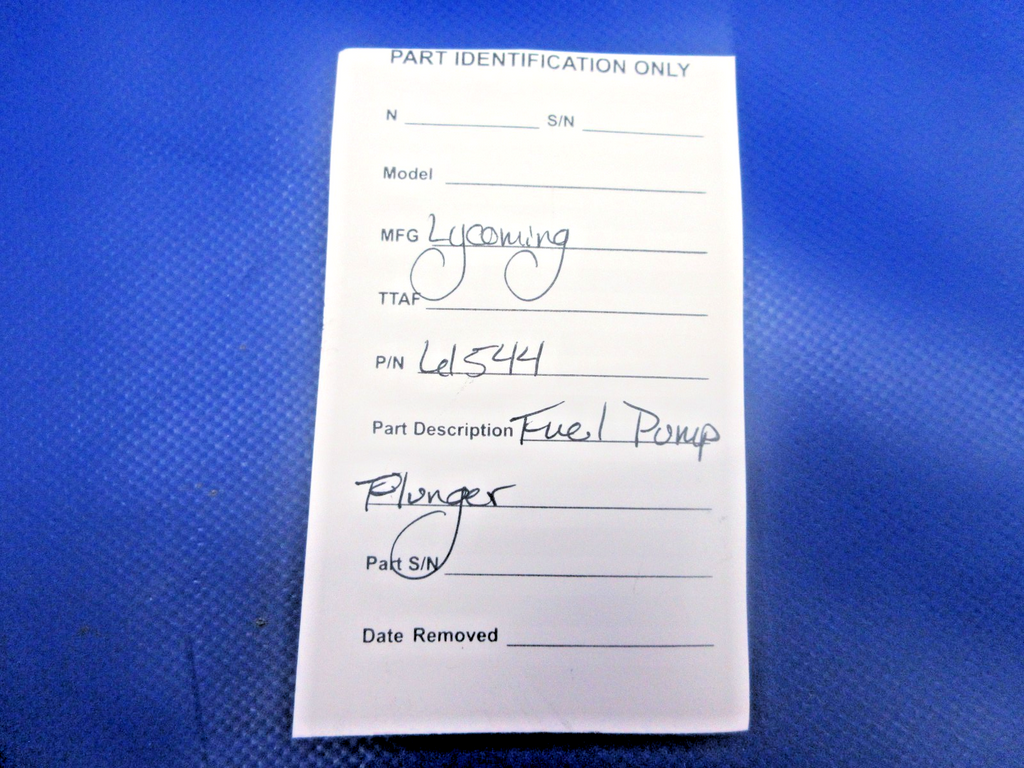 PART IDENTIFICATION ONLY
N S/N
Model
MFG Lycoming
TTAF
P/N 61544
Part Description Fuel Pump
Plunger
Part S/N
Date Removed